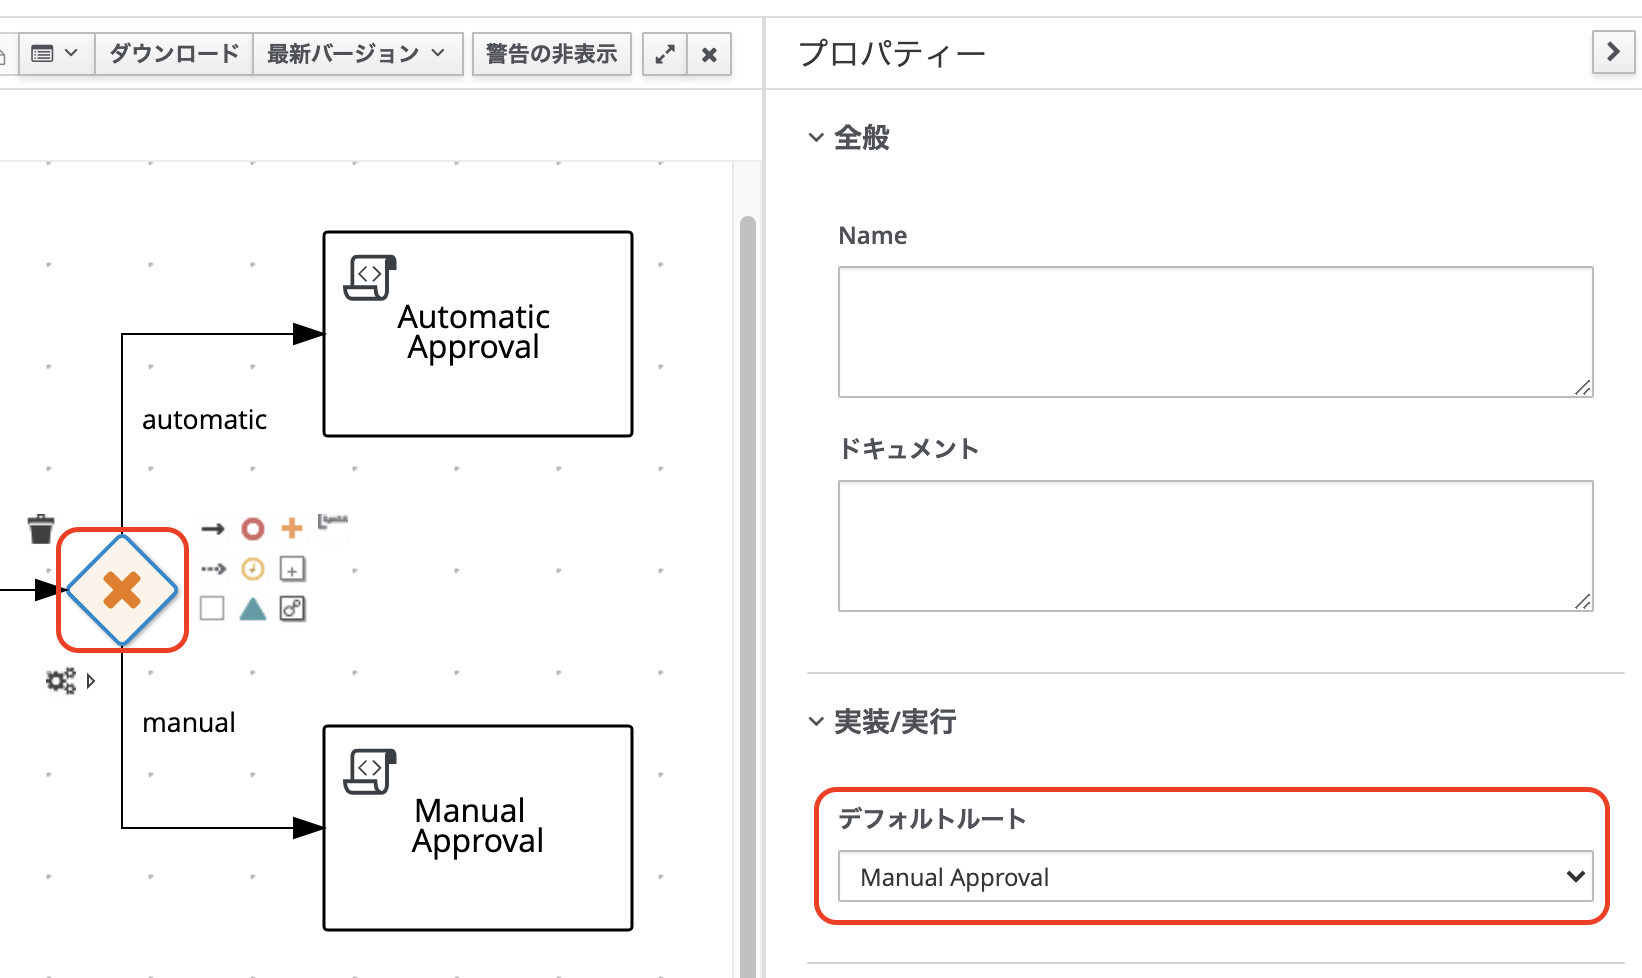 ダウンロード
最新バージョン
警告の非表示
プロパティー
全般
Name
ドキュメント
実装/実行
デフォルトルート
Manual Approval
Automatic
Approval
automatic
manual
Manual
Approval